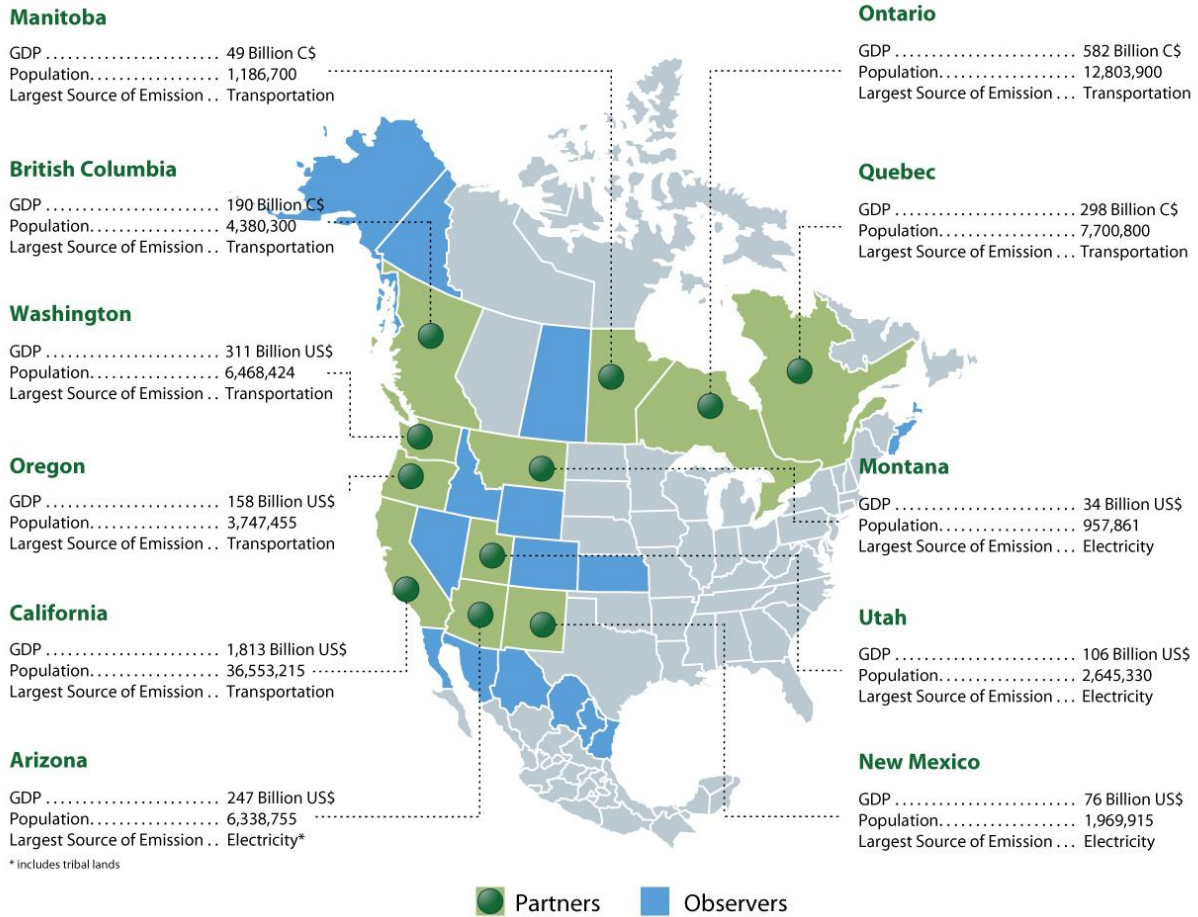 Manitoba
GDP ........................ 49 Billion C$
Population.................. 1,186,700
Largest Source of Emission .. Transportation
British Columbia
GDP ........................ 190 Billion C$
Population.................. 4,380,300
Largest Source of Emission .. Transportation
Washington
GDP ........................ 311 Billion US$
Population.................. 6,468,424
Largest Source of Emission .. Transportation
Oregon
GDP ........................ 158 Billion US$
Population.................. 3,747,455
Largest Source of Emission .. Transportation
California
GDP ........................ 1,813 Billion US$
Population.................. 36,553,215
Largest Source of Emission .. Transportation
Arizona
GDP ........................ 247 Billion US$
Population.................. 6,338,755
Largest Source of Emission .. Electricity*
* includes tribal lands
Ontario
GDP ......................... 582 Billion C$
Population................... 12,803,900
Largest Source of Emission ... Transportation
Quebec
GDP ......................... 298 Billion C$
Population................... 7,700,800
Largest Source of Emission ... Transportation
Montana
GDP ......................... 34 Billion US$
Population................... 957,861
Largest Source of Emission ... Electricity
Utah
GDP ......................... 106 Billion US$
Population................... 2,645,330
Largest Source of Emission ... Electricity
New Mexico
GDP ......................... 76 Billion US$
Population................... 1,969,915
Largest Source of Emission ... Electricity
Partners
Observers